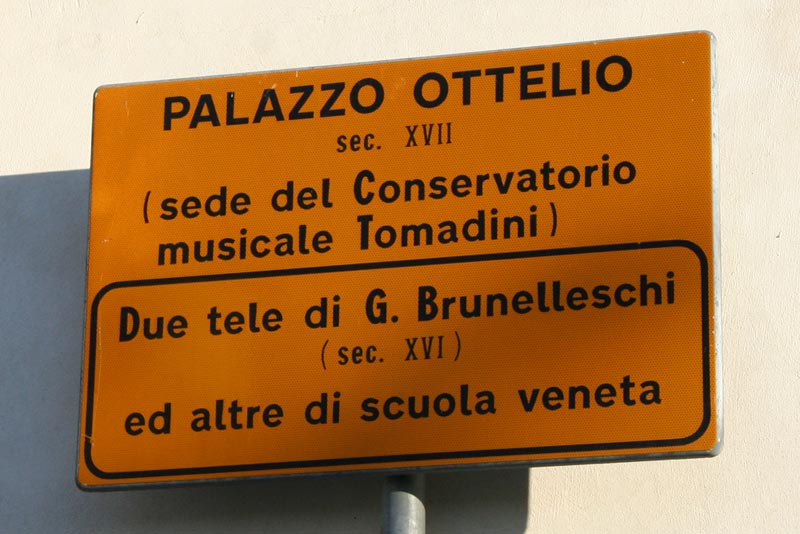 PALAZZO OTTELIO
sec. XVII
(sede del Conservatorio
musicale Tomadini)
Due tele di G. Brunelleschi
(sec. XVI)
ed altre di scuola veneta